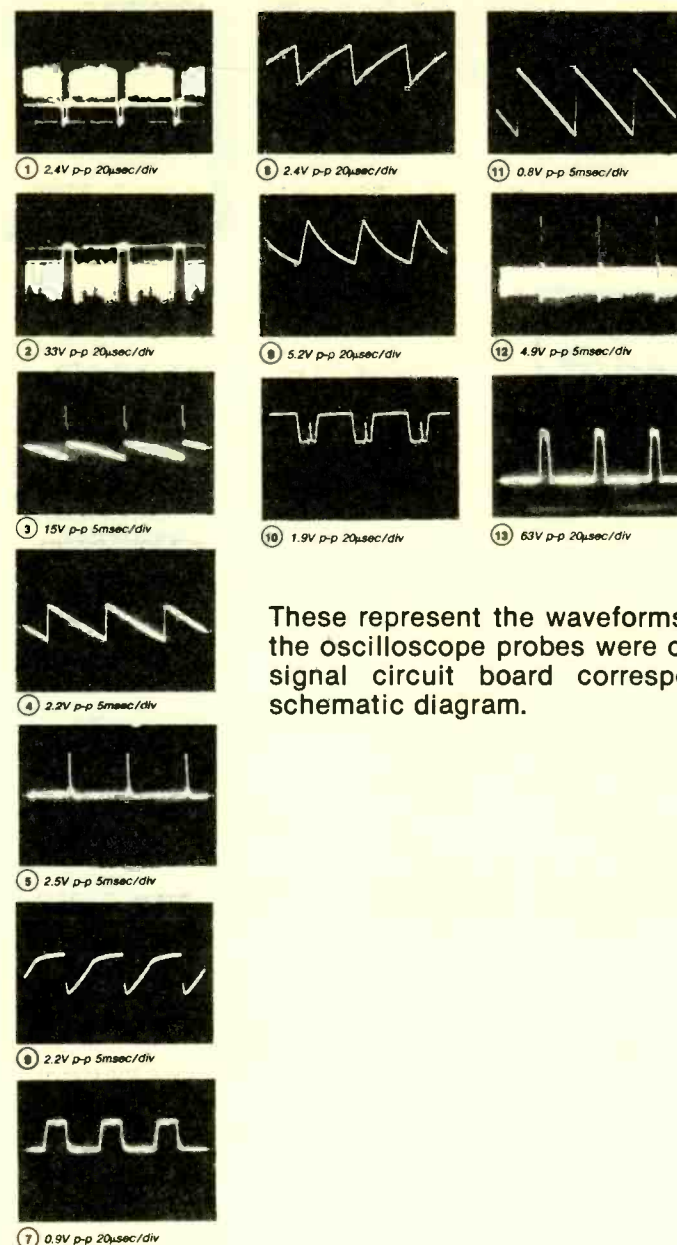 1 2.4V p-p 20µsec/div
2 33V p-p 20µsec/div
3 15V p-p 5msec/div
4 2.2V p-p 5msec/div
5 2.5V p-p 5msec/div
6 2.2V p-p 5msec/div
7 0.9V p-p 20µsec/div
8 2.4V p-p 20µsec/div
9 5.2V p-p 20µsec/div
10 1.9V p-p 20µsec/div
11 0.8V p-p 5msec/div
12 4.9V p-p 5msec/div
13 63V p-p 20µsec/div
These represent the waveforms
the oscilloscope probes were
signal circuit board
schematic diagram.